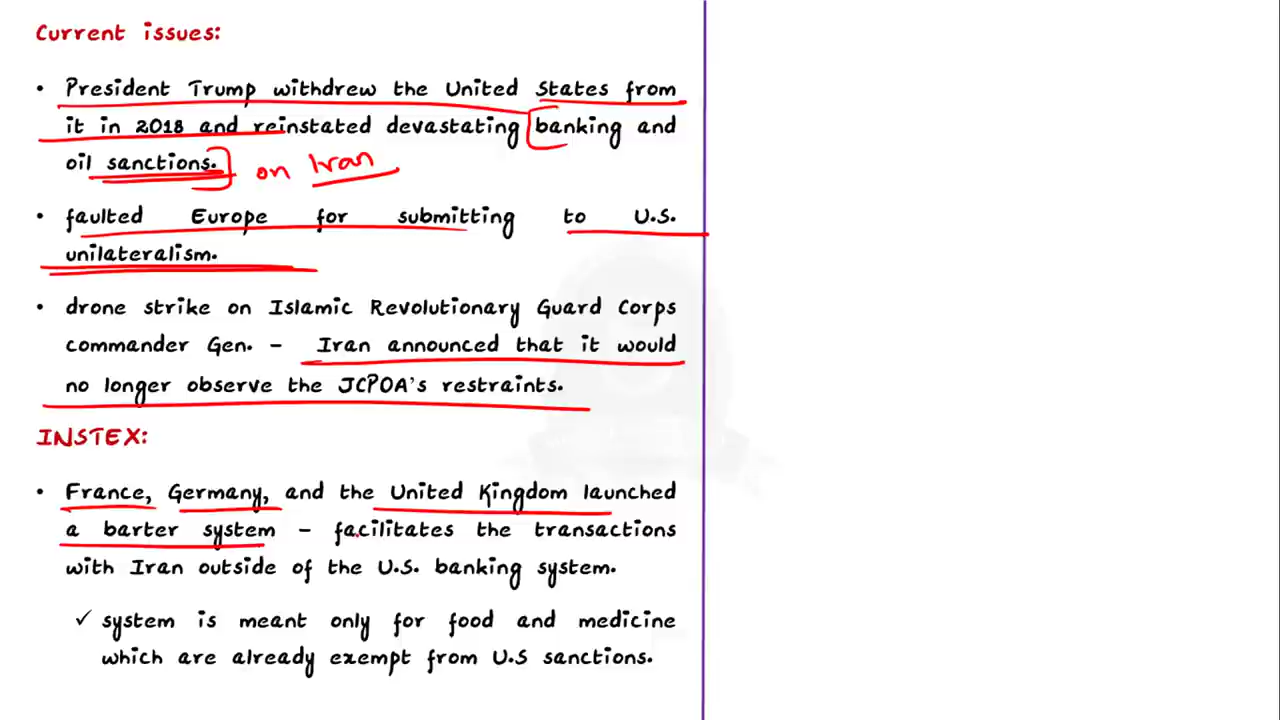 Current issues:
• President Trump withdrew the United States from
it in 2018 and reinstated devastating banking and
oil sanctions. on Iran
• faulted Europe for submitting to U.S.
unilateralism.
• drone strike on Islamic Revolutionary Guard Corps
commander Gen. – Iran announced that it would
no longer observe the JCPOA's restraints.
INSTEX:
• France, Germany, and the United Kingdom launched
a barter system – facilitates the transactions
with Iran outside of the U.S. banking system.
✓ system is meant only for food and medicine
which are already exempt from U.S sanctions.